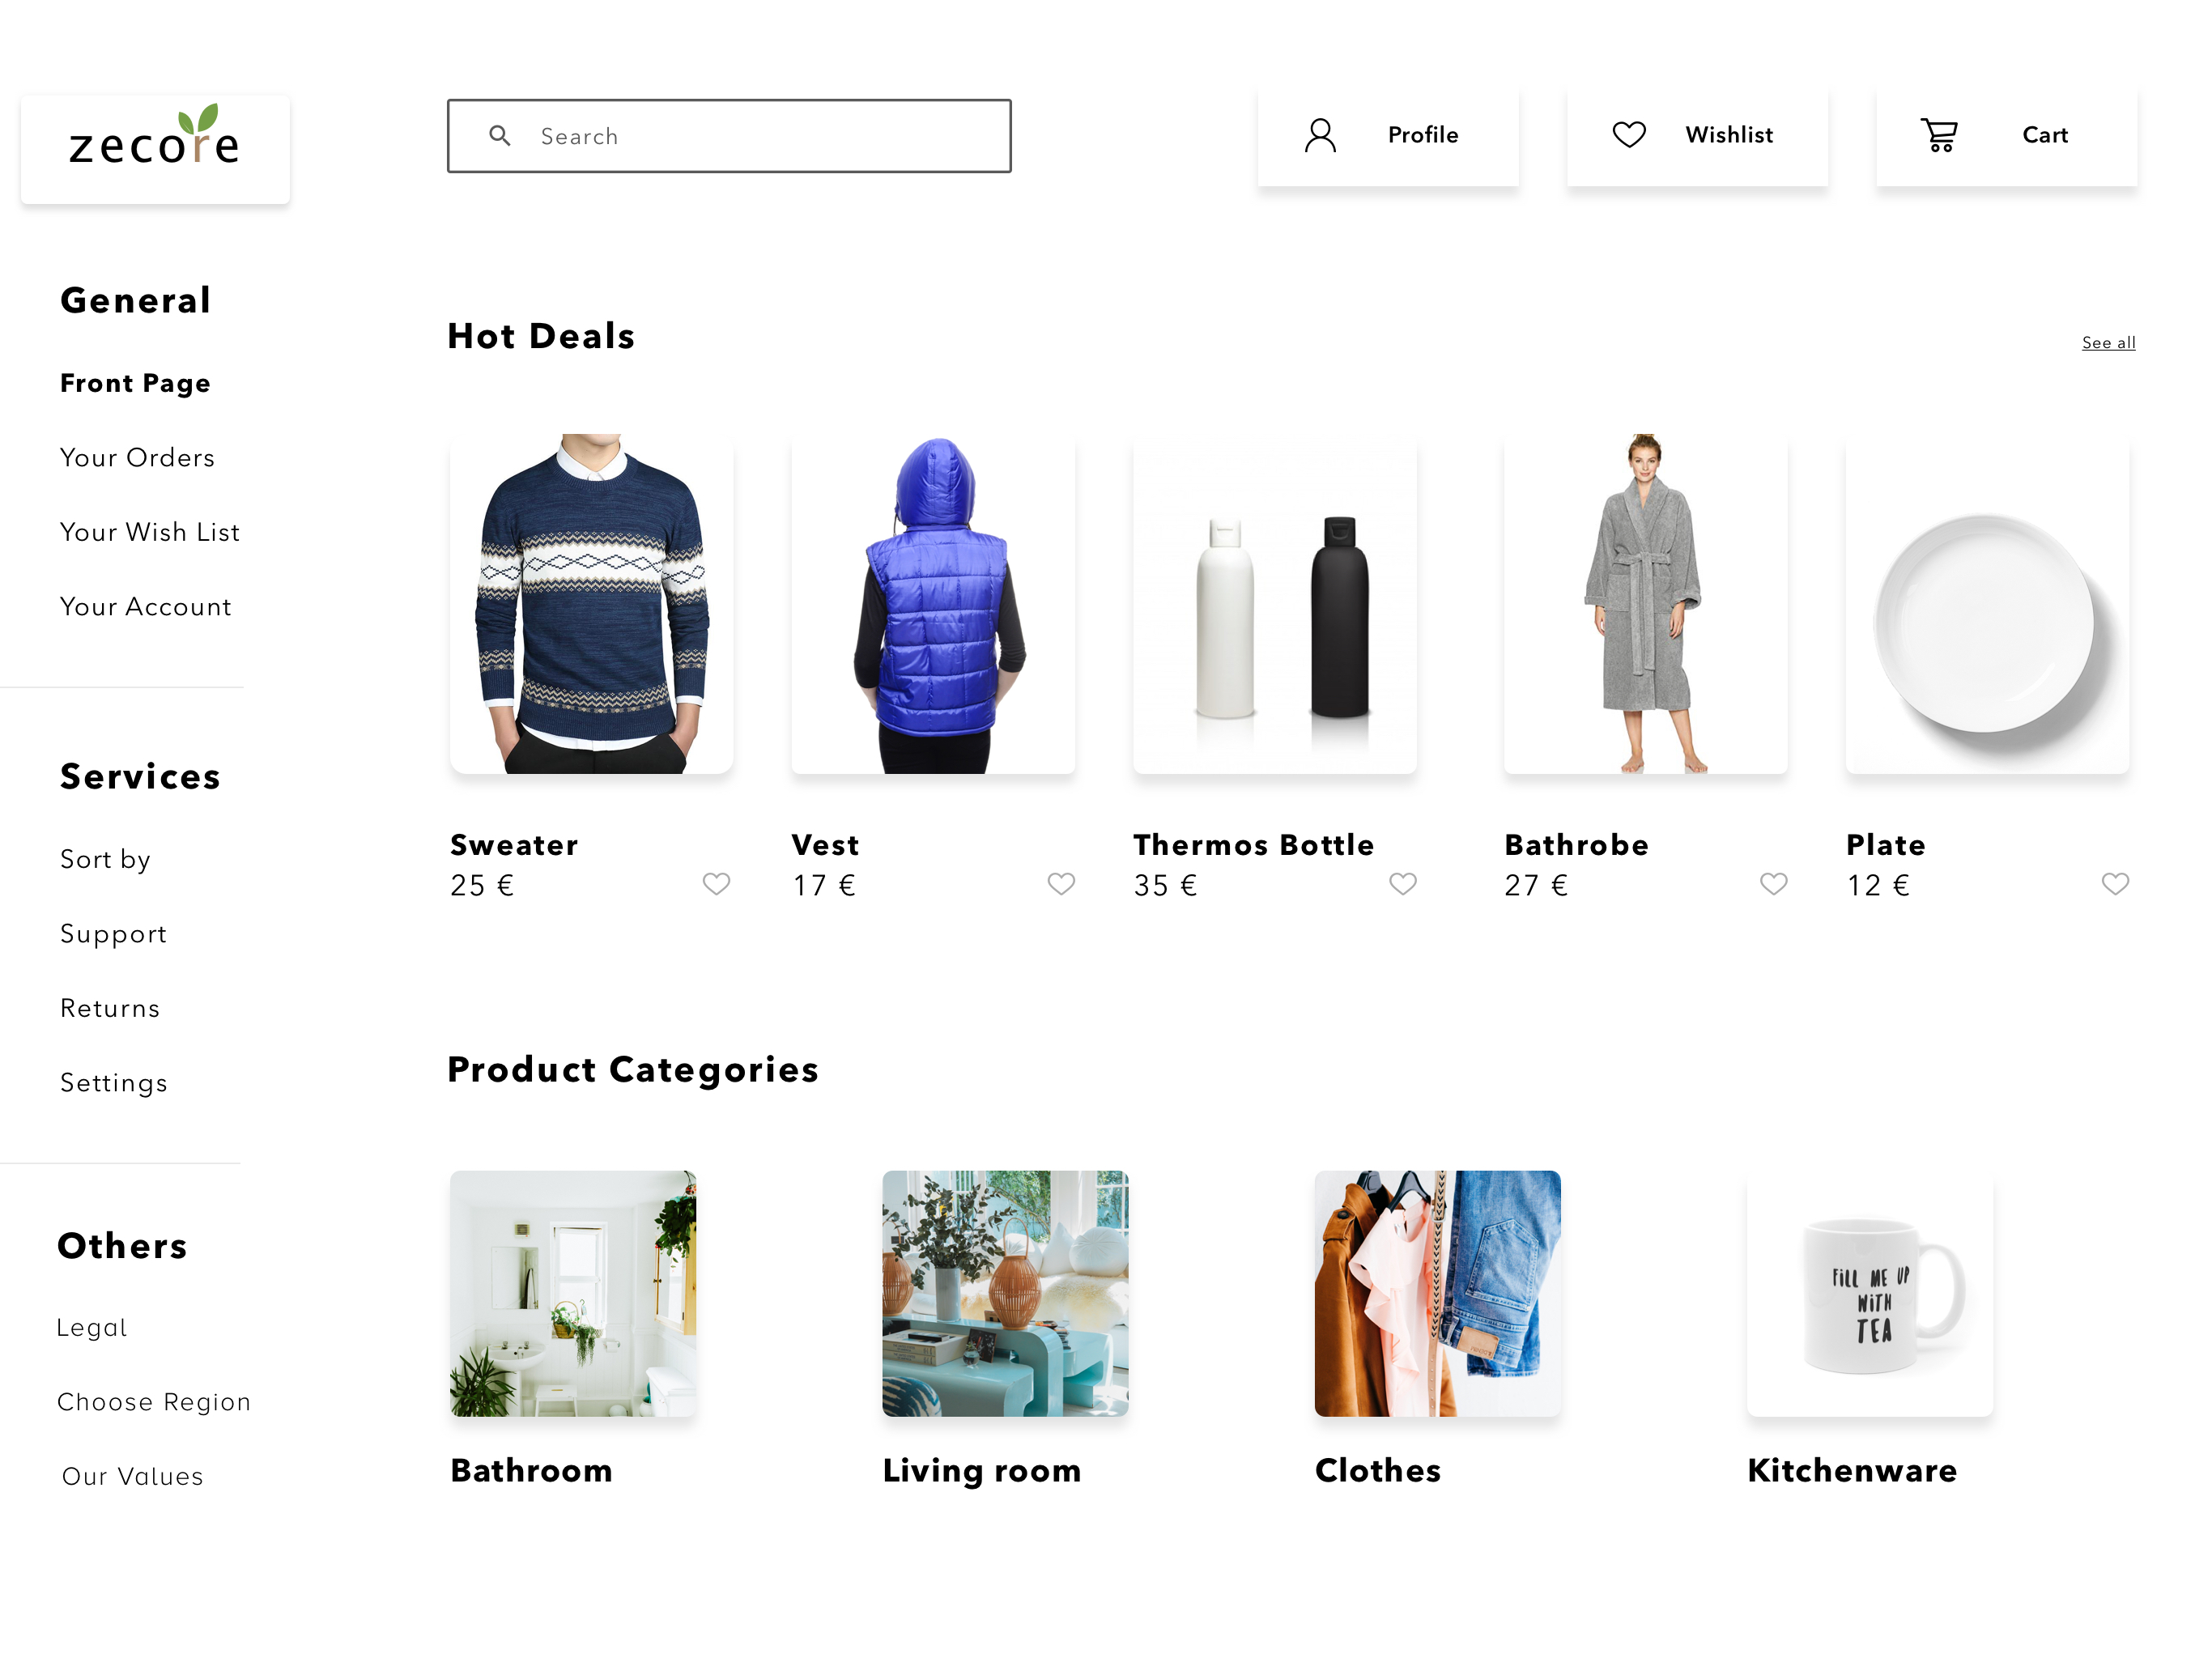 zecore
Search
Profile
Wishlist
Cart
General
Front Page
Your Orders
Your Wish List
Your Account
Services
Sort by
Support
Returns
Settings
Others
Legal
Choose Region
Our Values
Hot Deals
See all
Sweater
25 €
Vest
17 €
Thermos Bottle
35 €
Bathrobe
27 €
Plate
12 €
Product Categories
Bathroom
Living room
Clothes
FiLL ME UP
WiTH
TEA
Kitchenware